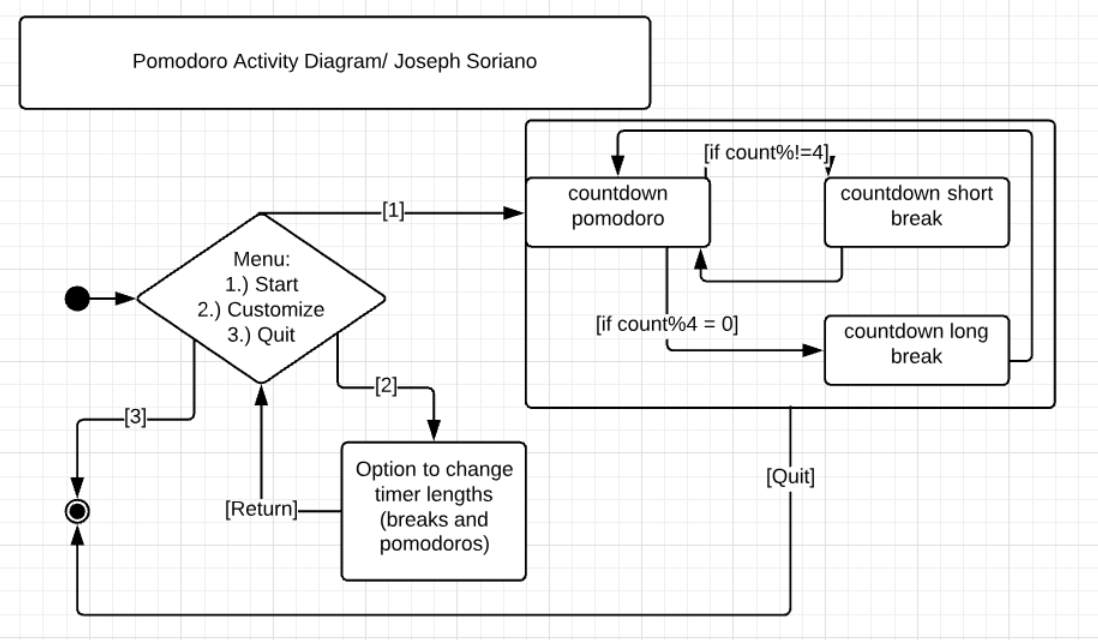 Pomodoro Activity Diagram/ Joseph Soriano
[if count%!=4]
countdown
pomodoro
countdown short
break
[1]
Menu:
1.) Start
2.) Customize
3.) Quit
[if count%4 = 0]
countdown long
break
[2]
[3]
Option to change
timer lengths
(breaks and
pomodoros)
[Quit]
[Return]